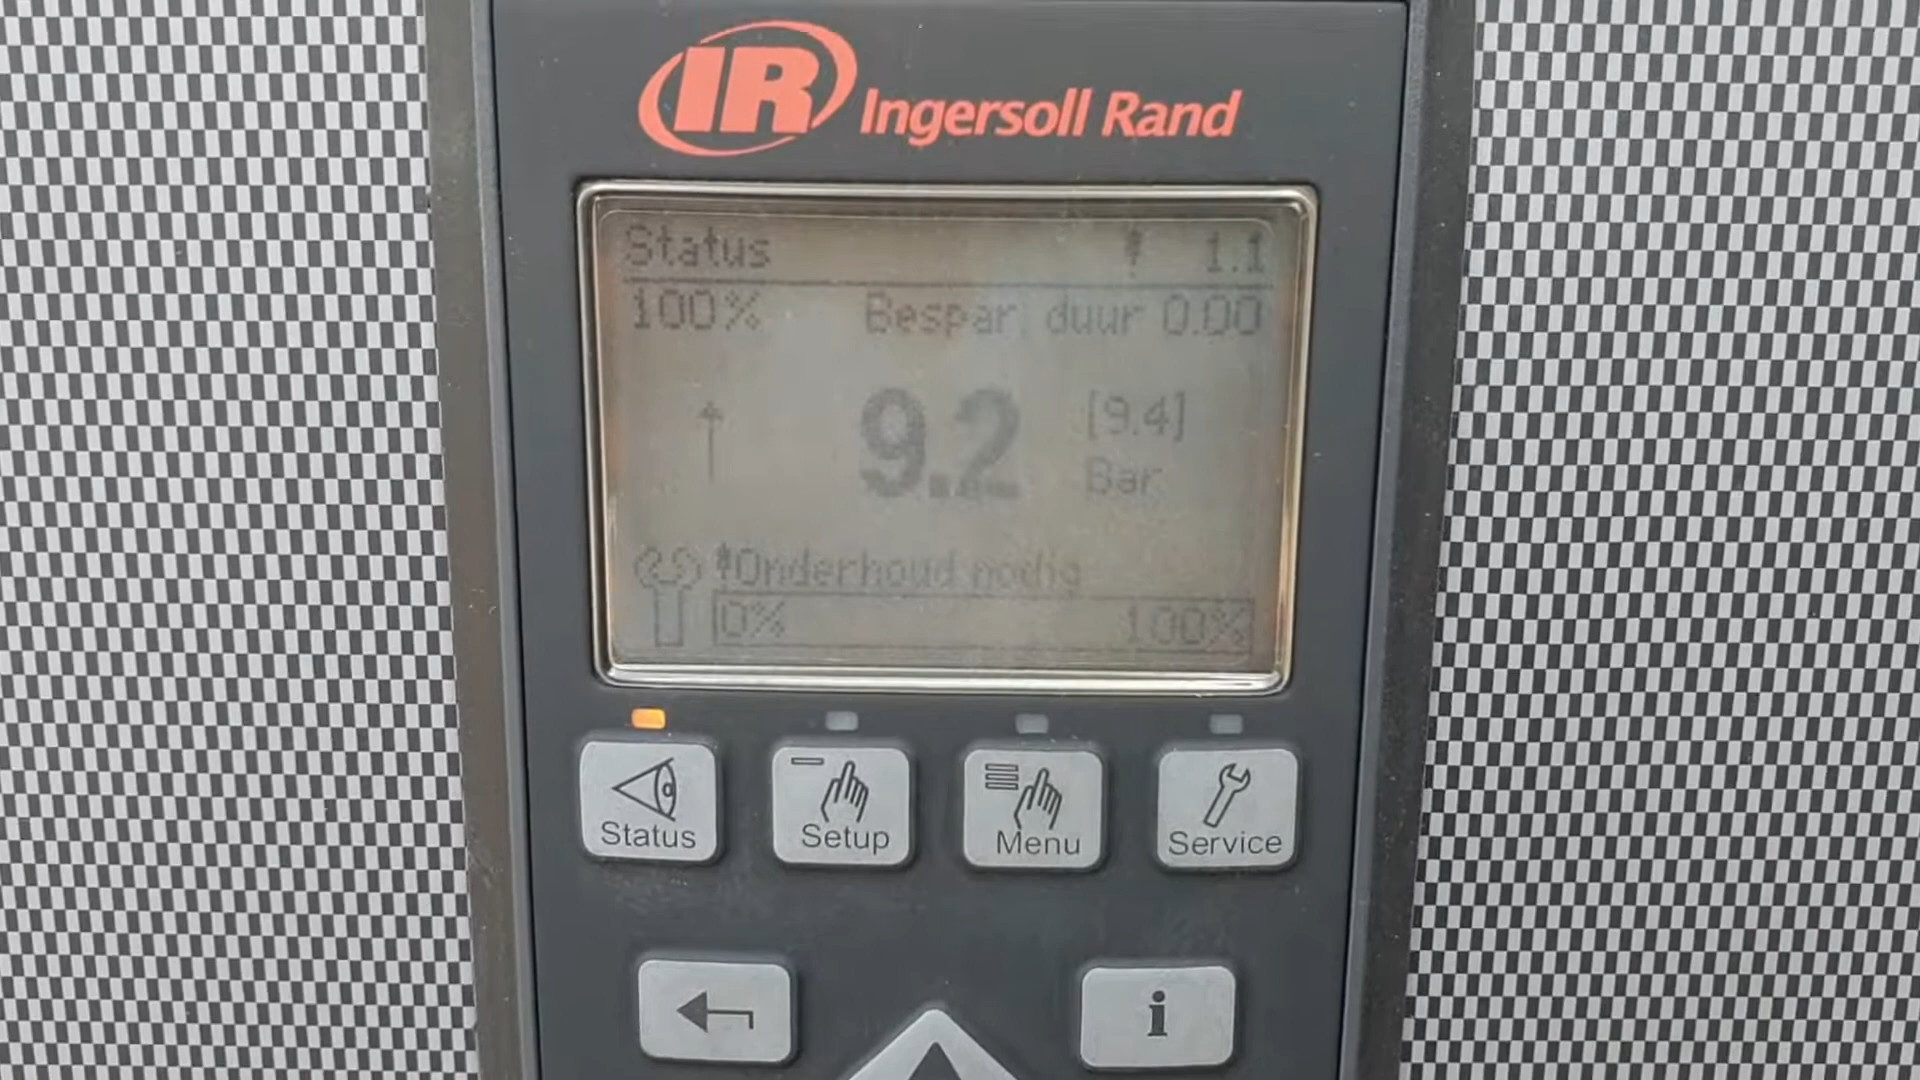 IR Ingersoll Rand
Status 1.1
100% Bespar. duur 0.00
9.2 [9.4]
Bar
Onderhoud nodig
0% 100%
Status Setup Menu Service
i